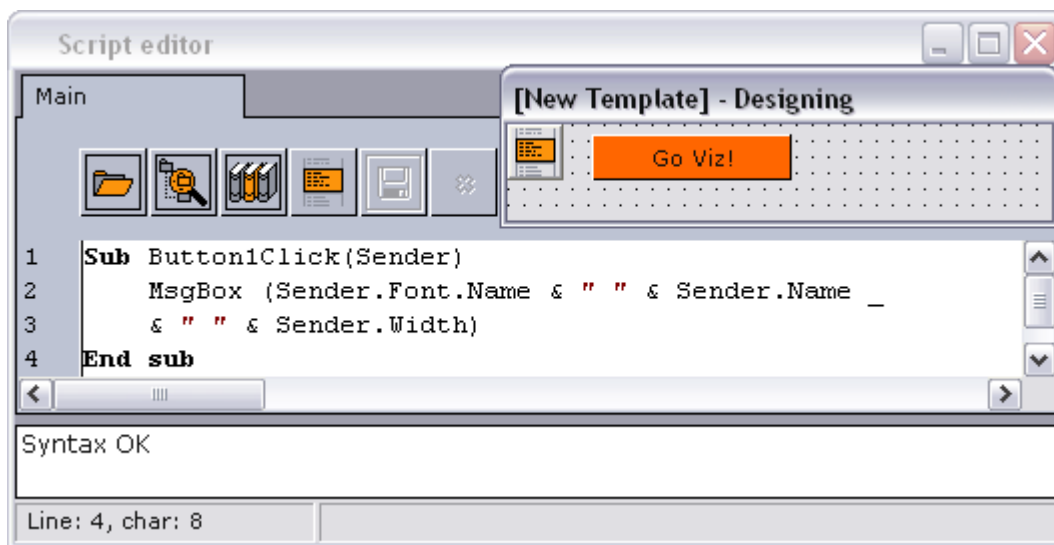 Script editor
Main
[New Template] - Designing
Go Viz!
1 Sub Button1Click(Sender)
2 MsgBox (Sender.Font.Name & " " & Sender.Name _
3 & " " & Sender.Width)
4 End sub
Syntax OK
Line: 4, char: 8